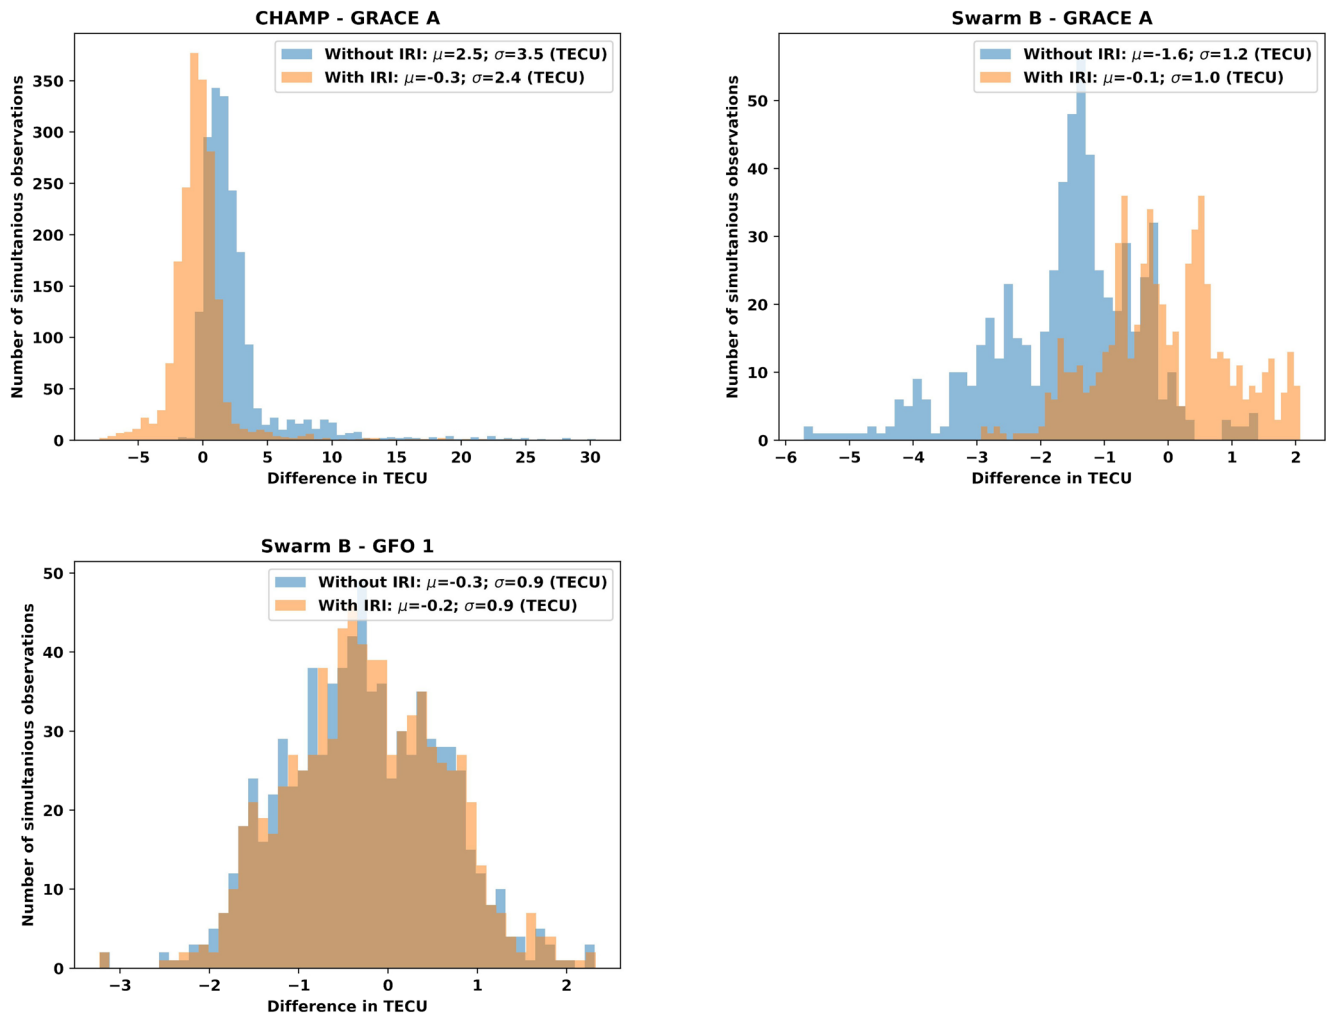 CHAMP - GRACE A
Without IRI: μ=2.5; σ=3.5 (TECU)
With IRI: μ=-0.3; σ=2.4 (TECU)
Number of simultanious observations
350
300
250
200
150
100
50
0
−5 0 5 10 15 20 25 30
Difference in TECU
Swarm B - GRACE A
Without IRI: μ=-1.6; σ=1.2 (TECU)
With IRI: μ=-0.1; σ=1.0 (TECU)
Number of simultanious observations
50
40
30
20
10
0
−6 −5 −4 −3 −2 −1 0 1 2
Difference in TECU
Swarm B - GFO 1
Without IRI: μ=-0.3; σ=0.9 (TECU)
With IRI: μ=-0.2; σ=0.9 (TECU)
Number of simultanious observations
50
40
30
20
10
0
−3 −2 −1 0 1 2
Difference in TECU